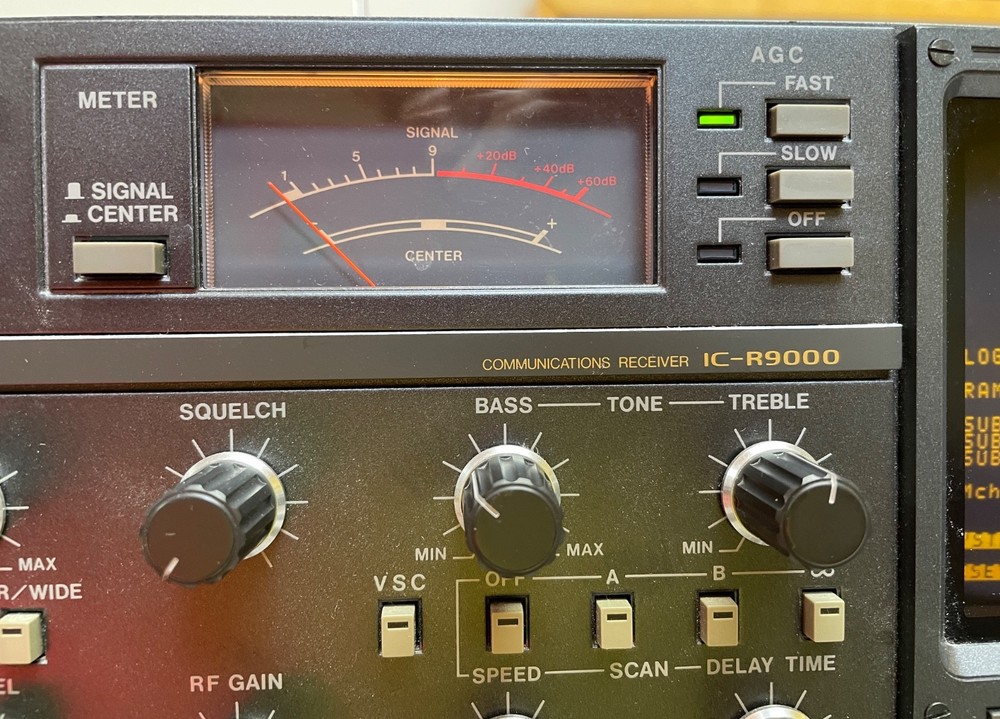 METER
SIGNAL
CENTER
SIGNAL
1 5 9 +20dB +40dB +60dB
+
CENTER
AGC
FAST
SLOW
OFF
COMMUNICATIONS RECEIVER IC-R9000
SQUELCH
BASS TONE TREBLE
MAX
MIN MAX
MIN
R/WIDE
VSC
OFF A B ∞
SPEED SCAN DELAY TIME
EL
RF GAIN
LOG
RAM
SUB
SUB
SUB
Mch
SE